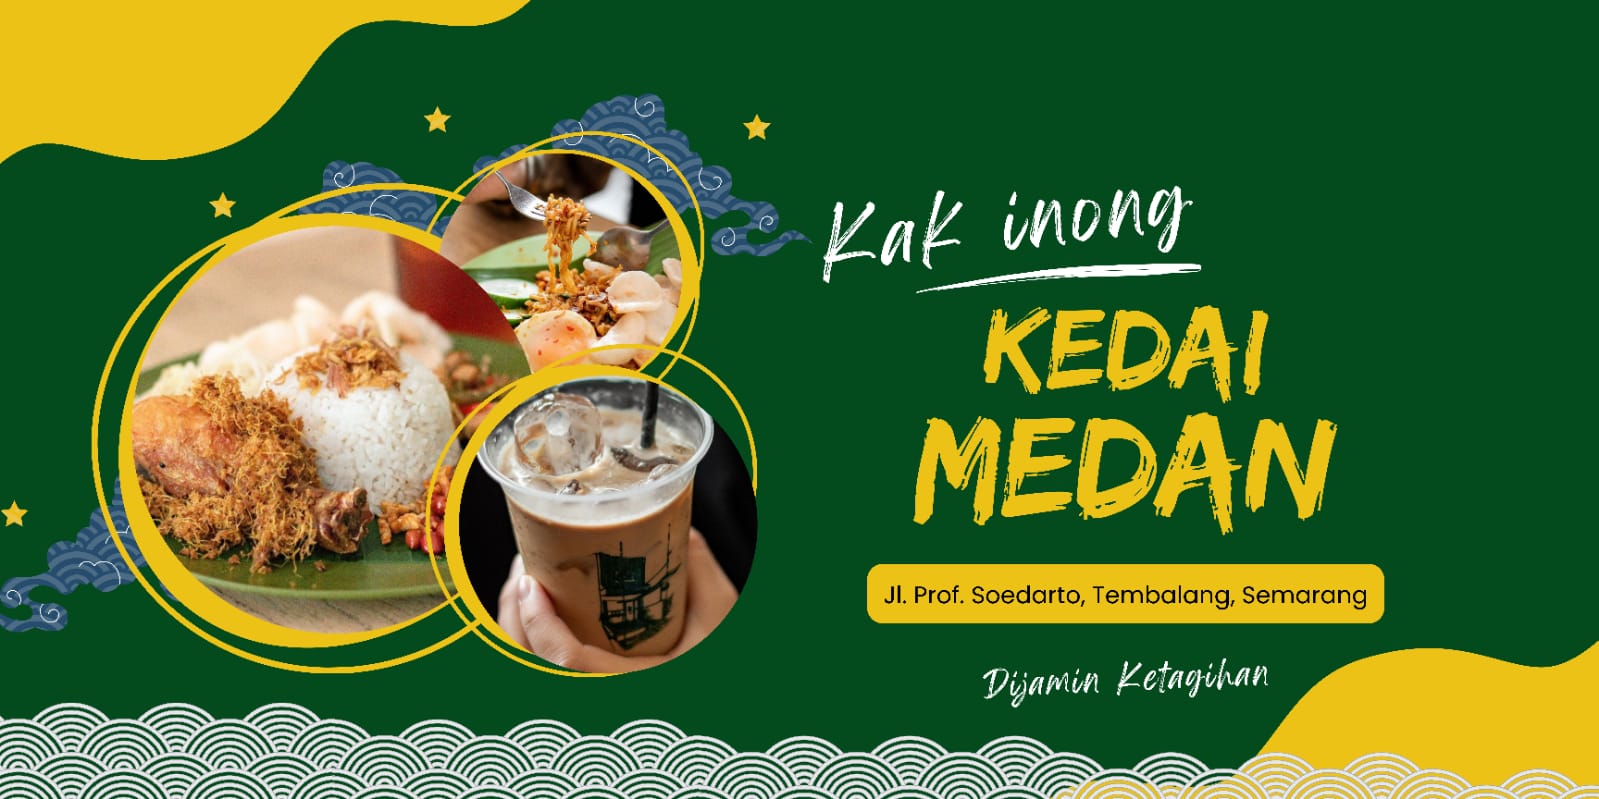 Kak inong
KEDAI
MEDAN
Jl. Prof. Soedarto, Tembalang, Semarang
Dijamin Ketagihan